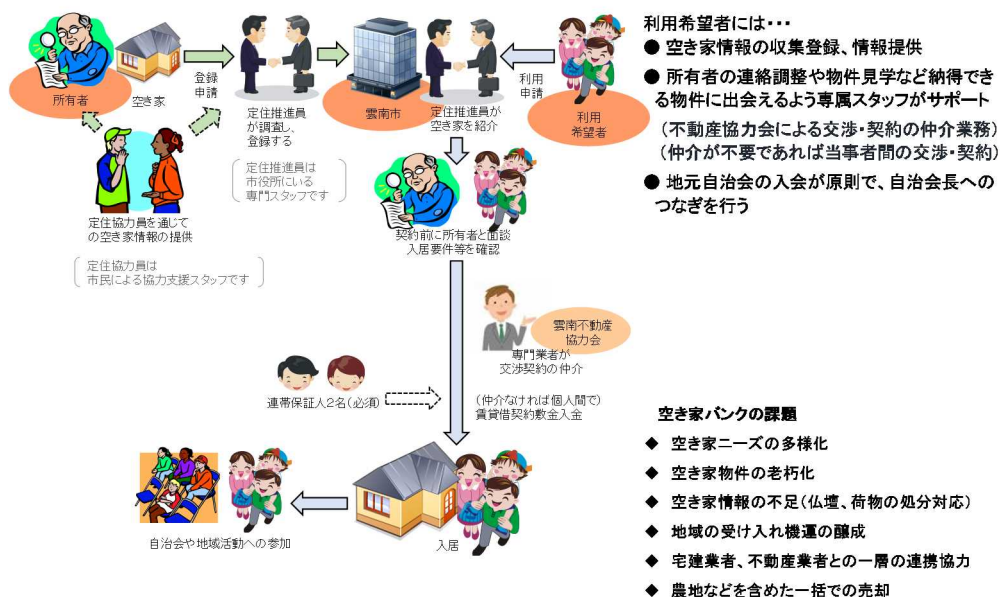 所有者
空き家
登録
申請
定住推進員
が調査し、
登録する
雲南市
定住推進員が
空き家を紹介
利用
申請
利用
希望者
定住推進員は
市役所にいる
専門スタッフです
定住協力員を通じて
の空き家情報の提供
定住協力員は
市民による協力支援スタッフです
契約前に所有者と面談
入居要件等を確認
雲南不動産
協力会
専門業者が
交渉契約の仲介
連帯保証人2名(必須)
(仲介なければ個人間で)
賃貸借契約敷金入金
入居
自治会や地域活動への参加
利用希望者には・・・
● 空き家情報の収集登録、情報提供
● 所有者の連絡調整や物件見学など納得でき
る物件に出会えるよう専属スタッフがサポート
(不動産協力会による交渉・契約の仲介業務)
(仲介が不要であれば当事者間の交渉・契約)
● 地元自治会の入会が原則で、自治会長への
つなぎを行う
空き家バンクの課題
◆ 空き家ニーズの多様化
◆ 空き家物件の老朽化
◆ 空き家情報の不足(仏壇、荷物の処分対応)
◆ 地域の受け入れ機運の醸成
◆ 宅建業者、不動産業者との一層の連携協力
◆ 農地などを含めた一括での売却